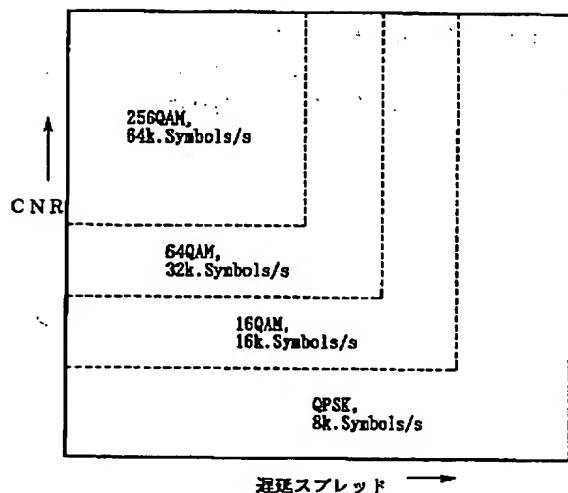 256QAM,
64k.Symbols/s
CNR
64QAM,
32k.Symbols/s
16QAM,
16k.Symbols/s
QPSK,
8k.Symbols/s
遅延スプレッド